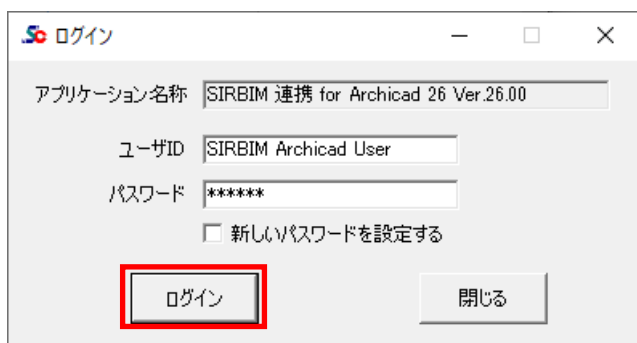 Sc ログイン
アプリケーション名称 SIRBIM 連携 for Archicad 26 Ver.26.00
ユーザID SIRBIM Archicad User
パスワード ******
新しいパスワードを設定する
ログイン 閉じる